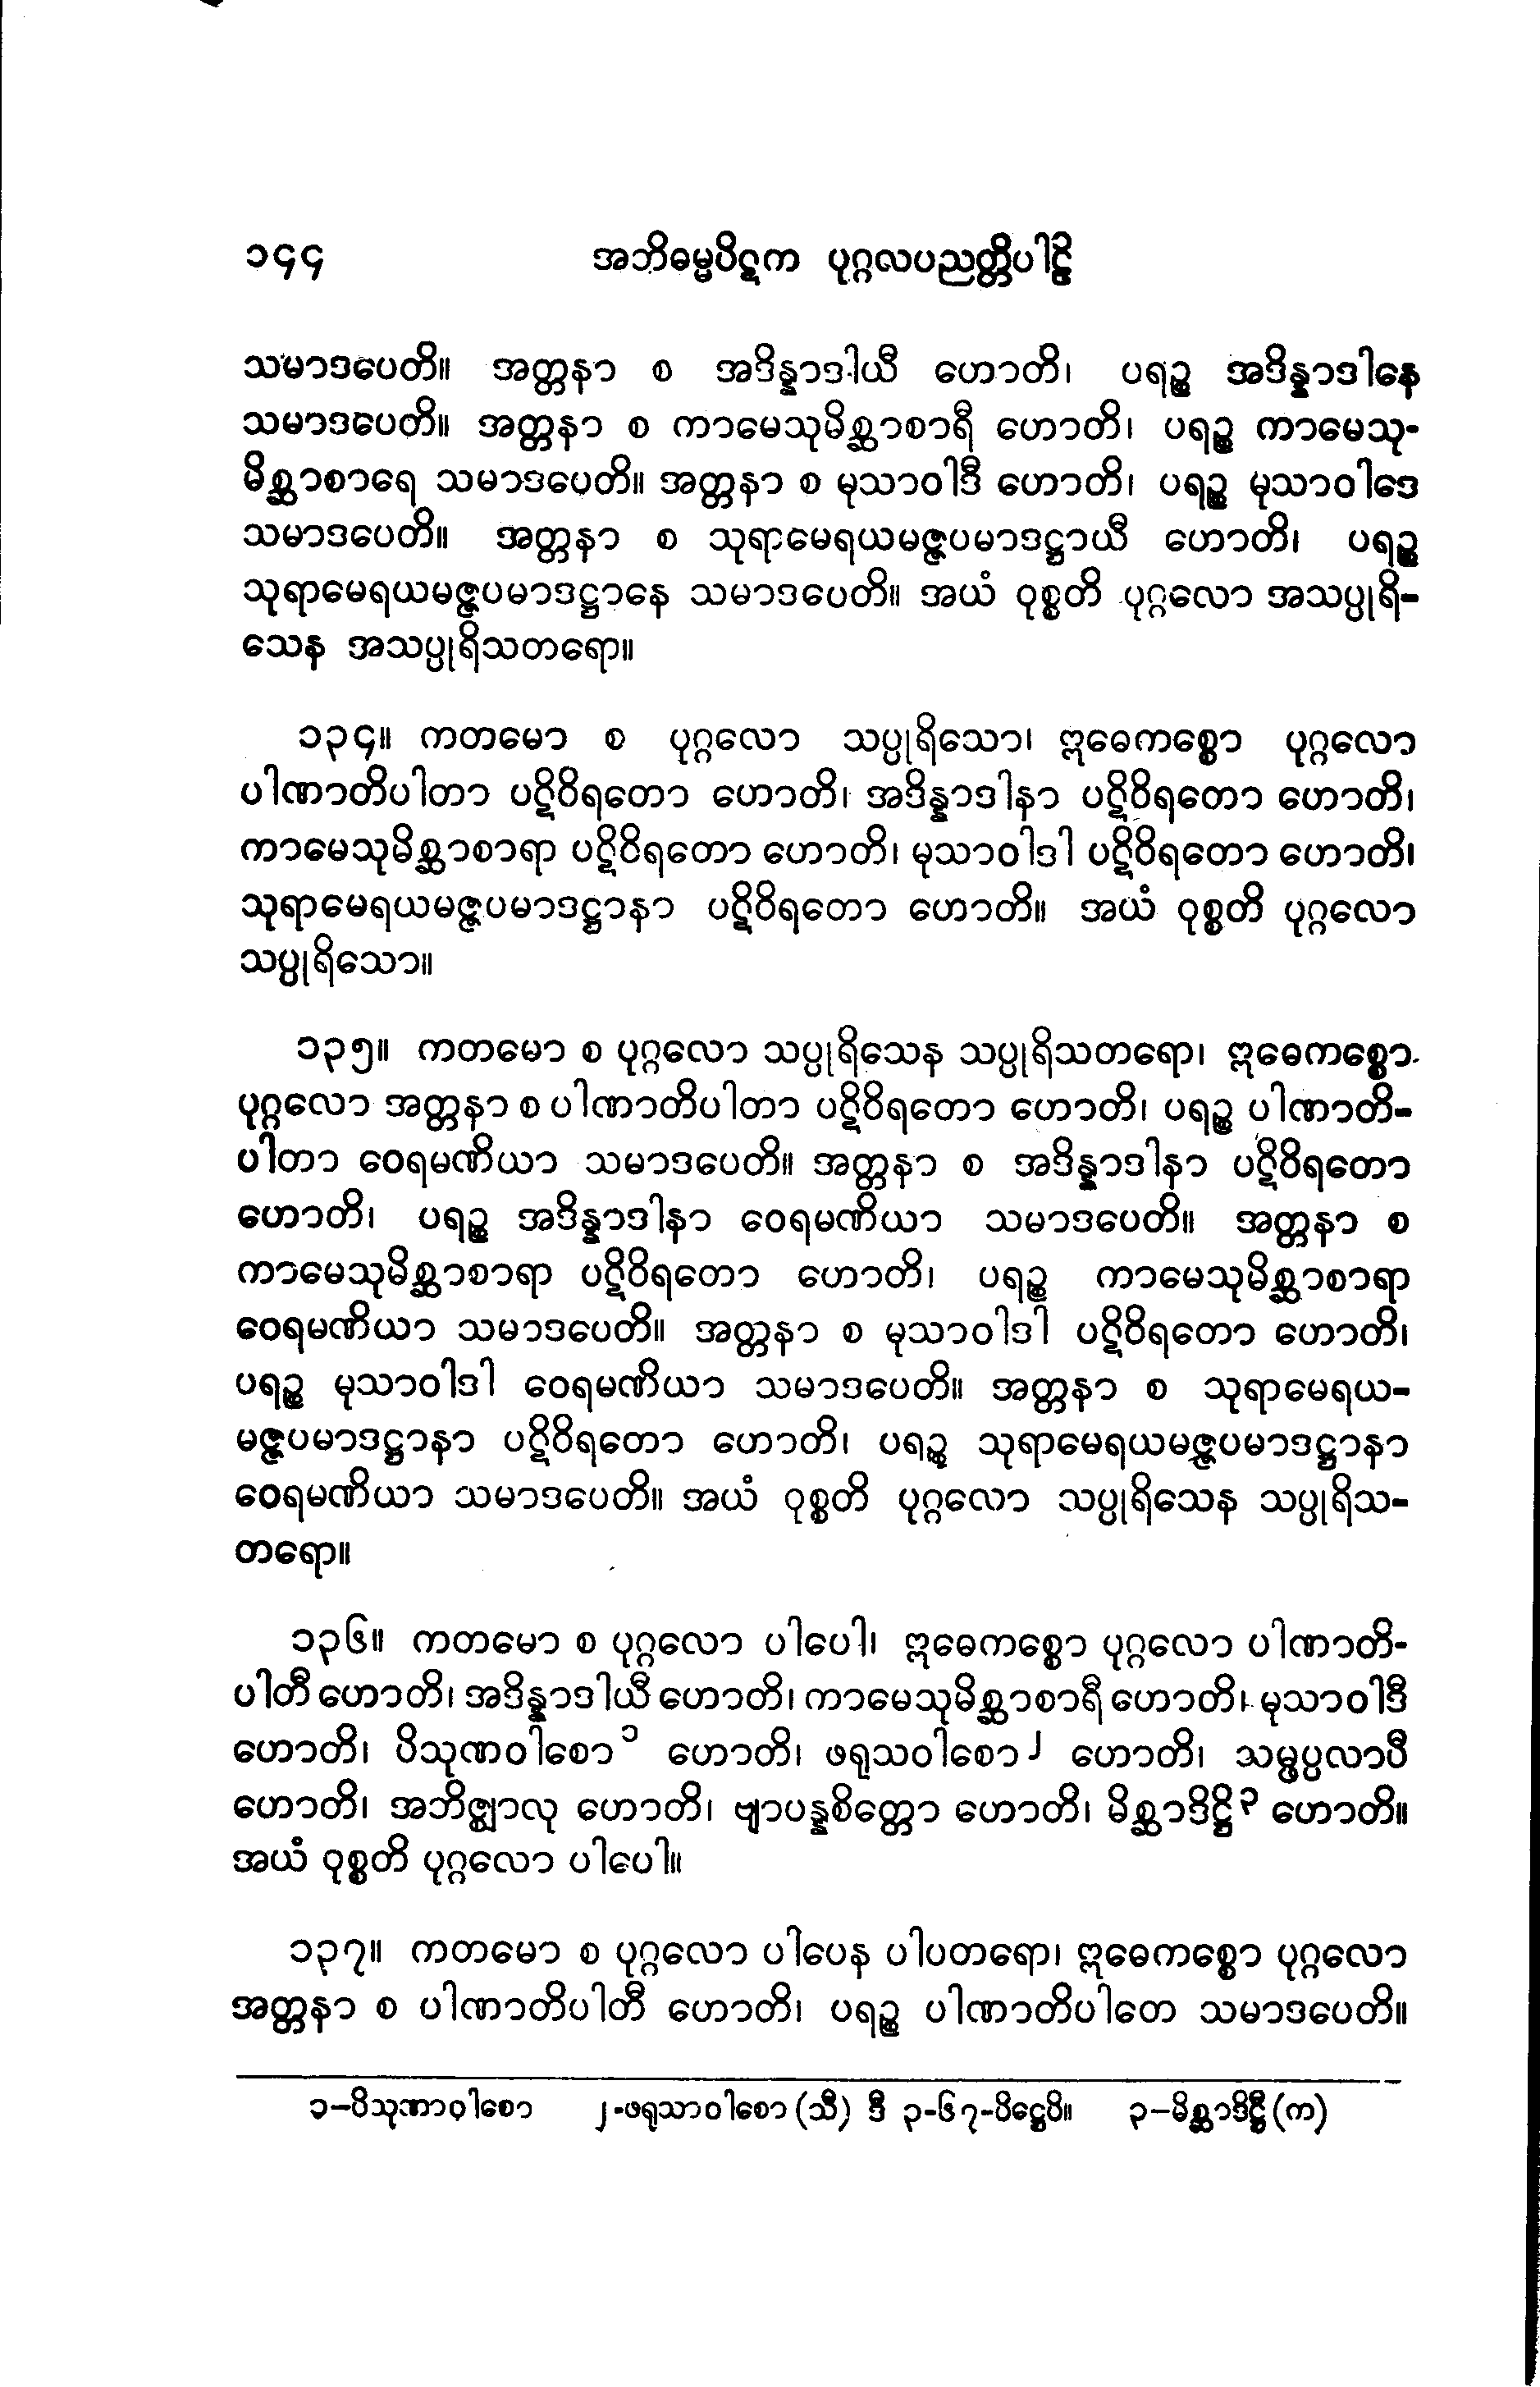 ၁၄၄ အဘိဓမ္မပိဋက ပုဂ္ဂလပညတ္တိပါဠိ
သမာဒပေတိ။ အတ္တနာ စ အဒိန္နာဒါယီ ဟောတိ၊ ပရဉ္စ အဒိန္နာဒါနေ
သမာဒပေတိ။ အတ္တနာ စ ကာမေသုမိစ္ဆာစာရီ ဟောတိ၊ ပရဉ္စ ကာမေသု-
မိစ္ဆာစာရေ သမာဒပေတိ။ အတ္တနာ စ မုသာဝါဒီ ဟောတိ၊ ပရဉ္စ မုသာဝါဒေ
သမာဒပေတိ။ အတ္တနာ စ သုရာမေရယမဇ္ဇပမာဒဋ္ဌာယီ ဟောတိ၊ ပရဉ္စ
သုရာမေရယမဇ္ဇပမာဒဋ္ဌာနေ သမာဒပေတိ။ အယံ ဝုစ္စတိ ပုဂ္ဂလော အသပ္ပုရိ-
သေန အသပ္ပုရိသတရော။
၁၃၄။ ကတမော စ ပုဂ္ဂလော သပ္ပုရိသော၊ ဣဓေကစ္စော ပုဂ္ဂလော
ပါဏာတိပါတာ ပဋိဝိရတော ဟောတိ၊ အဒိန္နာဒါနာ ပဋိဝိရတော ဟောတိ၊
ကာမေသုမိစ္ဆာစာရာ ပဋိဝိရတော ဟောတိ၊ မုသာဝါဒါ ပဋိဝိရတော ဟောတိ၊
သုရာမေရယမဇ္ဇပမာဒဋ္ဌာနာ ပဋိဝိရတော ဟောတိ။ အယံ ဝုစ္စတိ ပုဂ္ဂလော
သပ္ပုရိသော။
၁၃၅။ ကတမော စ ပုဂ္ဂလော သပ္ပုရိသေန သပ္ပုရိသတရော၊ ဣဓေကစ္စော
ပုဂ္ဂလော အတ္တနာ စ ပါဏာတိပါတာ ပဋိဝိရတော ဟောတိ၊ ပရဉ္စ ပါဏာတိ-
ပါတာ ဝေရမဏိယာ သမာဒပေတိ။ အတ္တနာ စ အဒိန္နာဒါနာ ပဋိဝိရတော
ဟောတိ၊ ပရဉ္စ အဒိန္နာဒါနာ ဝေရမဏိယာ သမာဒပေတိ။ အတ္တနာ စ
ကာမေသုမိစ္ဆာစာရာ ပဋိဝိရတော ဟောတိ၊ ပရဉ္စ ကာမေသုမိစ္ဆာစာရာ
ဝေရမဏိယာ သမာဒပေတိ။ အတ္တနာ စ မုသာဝါဒါ ပဋိဝိရတော ဟောတိ၊
ပရဉ္စ မုသာဝါဒါ ဝေရမဏိယာ သမာဒပေတိ။ အတ္တနာ စ သုရာမေရယ-
မဇ္ဇပမာဒဋ္ဌာနာ ပဋိဝိရတော ဟောတိ၊ ပရဉ္စ သုရာမေရယမဇ္ဇပမာဒဋ္ဌာနာ
ဝေရမဏိယာ သမာဒပေတိ။ အယံ ဝုစ္စတိ ပုဂ္ဂလော သပ္ပုရိသေန သပ္ပုရိသ-
တရော။
၁၃၆။ ကတမော စ ပုဂ္ဂလော ပါပေါ၊ ဣဓေကစ္စော ပုဂ္ဂလော ပါဏာတိ-
ပါတီ ဟောတိ၊ အဒိန္နာဒါယီ ဟောတိ၊ ကာမေသုမိစ္ဆာစာရီ ဟောတိ၊ မုသာဝါဒီ
ဟောတိ၊ ပိသုဏဝါစော၁ ဟောတိ၊ ဖရုသဝါစော၂ ဟောတိ၊ သမ္ဖပ္ပလာပီ
ဟောတိ၊ အဘိဇ္ဈာလု ဟောတိ၊ ဗျာပန္နစိတ္တော ဟောတိ၊ မိစ္ဆာဒိဋ္ဌိ၃ ဟောတိ။
အယံ ဝုစ္စတိ ပုဂ္ဂလော ပါပေါ။
၁၃၇။ ကတမော စ ပုဂ္ဂလော ပါပေန ပါပတရော၊ ဣဓေကစ္စော ပုဂ္ဂလော
အတ္တနာ စ ပါဏာတိပါတီ ဟောတိ၊ ပရဉ္စ ပါဏာတိပါတေ သမာဒပေတိ။
၁–ပိသုဏာဝါစော ၂-ဖရုသာဝါစော (သီ) ဒီ ၃-၆၇-ပိဋ္ဌေပိ။ ၃–မိစ္ဆာဒိဋ္ဌီ (က)